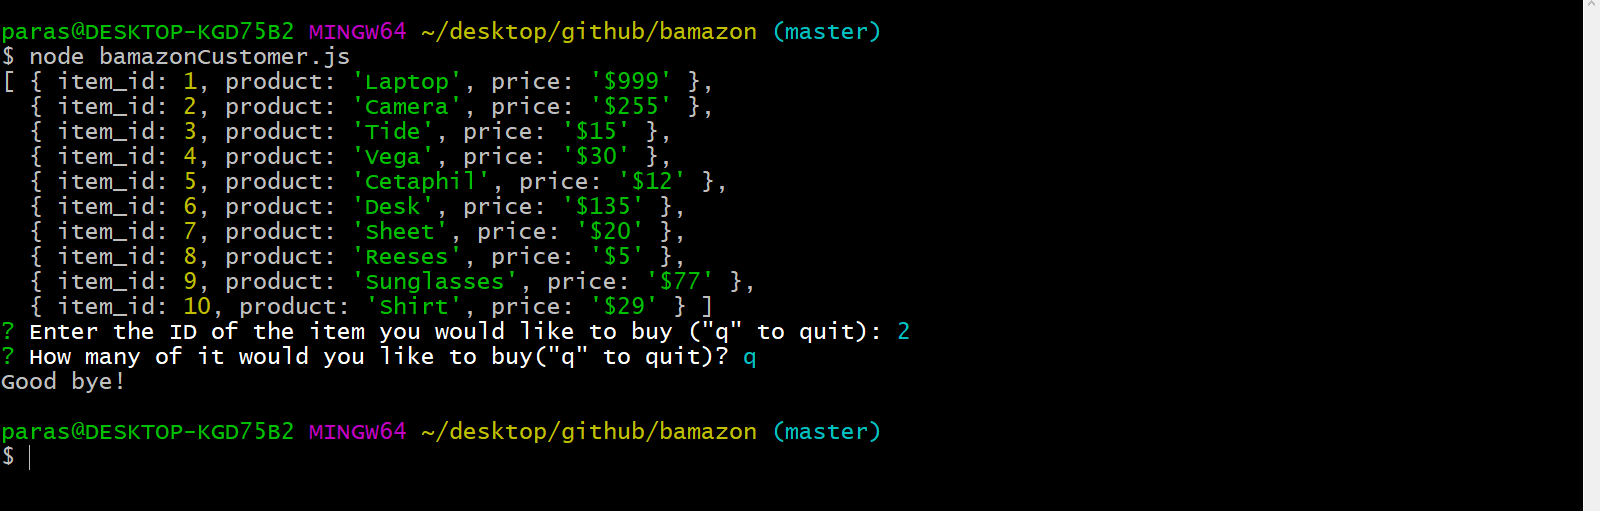 paras@DESKTOP-KGD75B2 MINGW64 ~/desktop/github/bamazon (master)
$ node bamazonCustomer.js
[ { item_id: 1, product: 'Laptop', price: '$999' },
  { item_id: 2, product: 'Camera', price: '$255' },
  { item_id: 3, product: 'Tide', price: '$15' },
  { item_id: 4, product: 'Vega', price: '$30' },
  { item_id: 5, product: 'Cetaphil', price: '$12' },
  { item_id: 6, product: 'Desk', price: '$135' },
  { item_id: 7, product: 'Sheet', price: '$20' },
  { item_id: 8, product: 'Reeses', price: '$5' },
  { item_id: 9, product: 'Sunglasses', price: '$77' },
  { item_id: 10, product: 'Shirt', price: '$29' } ]
? Enter the ID of the item you would like to buy ("q" to quit): 2
? How many of it would you like to buy("q" to quit)? q
Good bye!
paras@DESKTOP-KGD75B2 MINGW64 ~/desktop/github/bamazon (master)
$